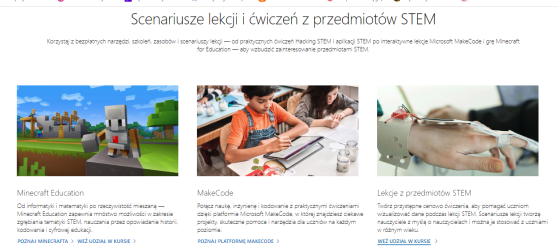 Scenariusze lekcji i ćwiczeń z przedmiotów STEM
Korzystaj z bezpłatnych narzędzi, szkoleń, zasobów i scenariuszy lekcji — od praktycznych ćwiczeń Hacking STEM i aplikacji STEM po interaktywne lekcje Microsoft MakeCode i grę Minecraft
for Education — aby wzbudzić zainteresowanie przedmiotami STEM.
Minecraft Education
Od informatyki i matematyki po rzeczywistość mieszaną —
Minecraft Education zapewnia mnóstwo możliwości w zakresie
zgłębiania tematyki STEM, nauczania przez opowiadanie historii,
kodowania i cyfrowej edukacji.
POZNAJ MINECRAFTA > WEŹ UDZIAŁ W KURSIE >
MakeCode
Połącz naukę, inżynierię i kodowanie z praktycznymi ćwiczeniami
dzięki platformie Microsoft MakeCode, w której znajdziesz ciekawe
projekty, skuteczne pomoce i narzędzia dla uczniów na każdym
poziomie.
POZNAJ PLATFORMĘ MAKECODE >
Lekcje z przedmiotów STEM
Twórz przystępne cenowo ćwiczenia, aby pomagać uczniom
wizualizować dane podczas lekcji STEM. Scenariusze lekcji tworzą
nauczyciele z myślą o nauczycielach i można je stosować z uczniami
w różnym wieku.
WEŹ UDZIAŁ W KURSIE >